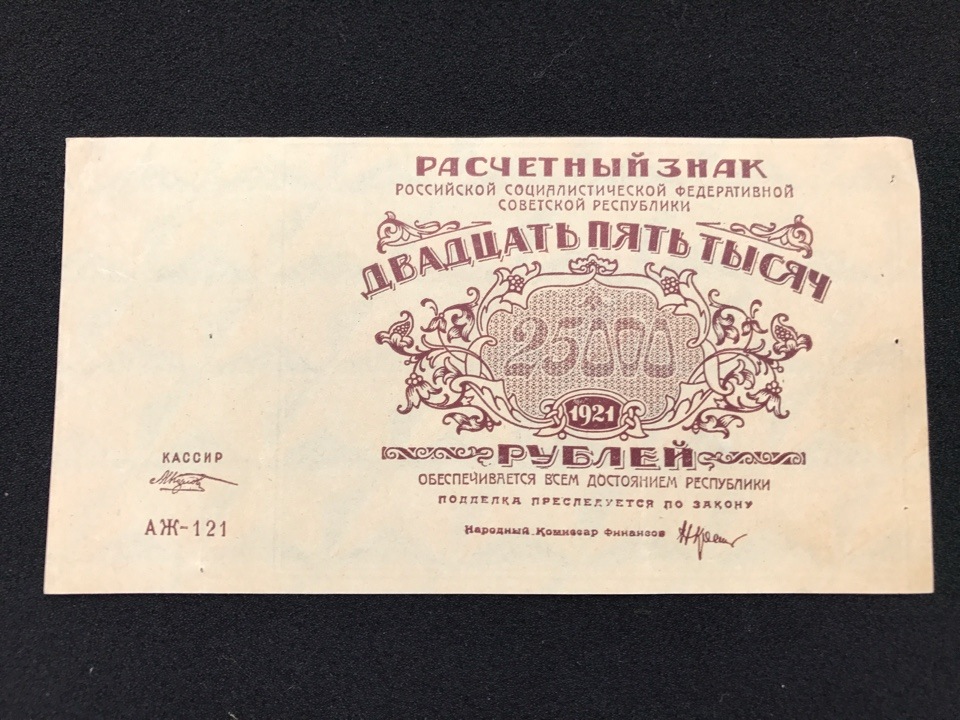 РАСЧЕТНЫЙ ЗНАК
РОССИЙСКОЙ СОЦИАЛИСТИЧЕСКОЙ ФЕДЕРАТИВНОЙ
СОВЕТСКОЙ РЕСПУБЛИКИ
ДВАДЦАТЬ ПЯТЬ ТЫСЯЧ
25000
1921
РУБЛЕЙ
ОБЕСПЕЧИВАЕТСЯ ВСЕМ ДОСТОЯНИЕМ РЕСПУБЛИКИ
ПОДДЕЛКА ПРЕСЛЕДУЕТСЯ ПО ЗАКОНУ
Народный Комиссар Финансов
КАССИР
АЖ-121